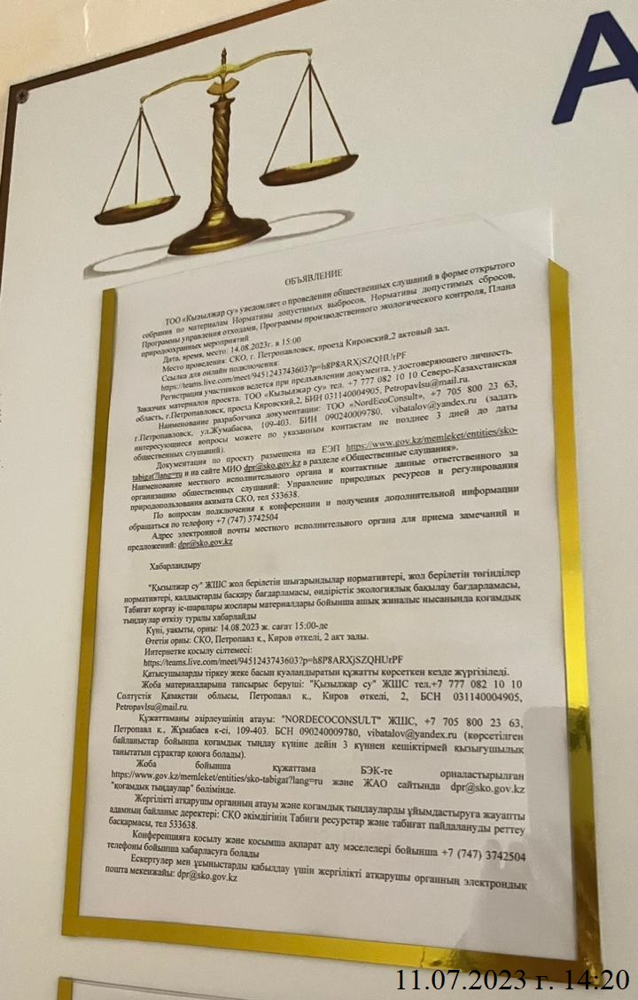 А
ОБЪЯВЛЕНИЕ
ТОО «Кызылжар су» уведомляет о проведении общественных слушаний в форме открытого
собрания по материалам Нормативы допустимых выбросов, Нормативы допустимых сбросов,
Программы управления отходами, Программы производственного экологического контроля, Плана
природоохранных мероприятий
Дата, время, место: 14.08.2023г. в 15:00
Место проведения: СКО, г. Петропавловск, проезд Кировский,2 актовый зал.
Ссылка для онлайн подключения:
https://teams.live.com/meet/9451243743603?p=h8P8ARXjSZQHUrPF
Регистрация участников ведется при предъявлении документа, удостоверяющего личность.
Заказчик материалов проекта: ТОО «Кызылжар су» тел. +7 777 082 10 10 Северо-Казахстанская
область, г.Петропавловск, проезд Кировский,2, БИН 031140004905, Petropavlsu@mail.ru.
Наименование разработчика документации: ТОО «NordEcoConsult», +7 705 800 23 63,
г.Петропавловск, ул.Жумабаева, 109-403. БИН 090240009780, vibatalov@yandex.ru (задать
интересующиеся вопросы можете по указанным контактам не позднее 3 дней до даты
общественных слушаний).
Документация по проекту размещена на ЕЭП https://www.gov.kz/memleket/entities/sko-
tabigat?lang=ru и на сайте МИО dpr@sko.gov.kz в разделе «Общественные слушания».
Наименование местного исполнительного органа и контактные данные ответственного за
организацию общественных слушаний: Управление природных ресуреов и регулирования
природопользования акимата СКО, тел 533638.
По вопросам подключения к конференции и получения дополнительной информации
обращаться по телефону +7 (747) 3742504
Адрес электронной почты местного исполнительного органа для приема замечаний и
предложений: dpr@sko.gov.kz
Хабарландыру
"Қызылжар су" ЖШС жол берілетін шығарындылар нормативтері, жол берілетін төгінділер
нормативтері, қалдықтарды басқару бағдарламасы, өндірістік экологиялық бақылау бағдарламасы,
Табиғат қорғау іс-шаралары жоспары материалдары бойынша ашық жиналыс нысанында қоғамдық
тыңдаулар өткізу туралы хабарлайды
Күні, уақыты, орны: 14.08.2023 ж. сағат 15:00-де
Өтетін орны: СҚО, Петропавл қ., Киров өткелі, 2 акт залы.
Интернетке қосылу сілтемесі:
https://teams.live.com/meet/9451243743603?p=h8P8ARXjSZQHUrPF
Қатысушыларды тіркеу жеке басын куәландыратын құжатты көрсеткен кезде жүргізіледі.
Жоба материалдарына тапсырыс беруші: "Қызылжар су" ЖШС тел.+7 777 082 10 10
Солтүстік Қазақстан облысы, Петропавл қ., Киров өткелі, 2, БСН 031140004905,
Petropavlsu@mail.ru.
Құжаттаманы әзірлеушінің атауы: "NORDECOCONSULT" ЖШС, +7 705 800 23 63,
Петропавл қ., Жұмабаев к-сі, 109-403. БСН 090240009780, vibatalov@yandex.ru (көрсетілген
байланыстар бойынша қоғамдық тыңдау күніне дейін 3 күннен кешіктірмей қызығушылық
танытатын сұрақтар қоюға болады).
Жоба бойынша құжаттама БЭК-те орналастырылған
https://www.gov.kz/memleket/entities/sko-tabigat?lang=ru және ЖАО сайтында dpr@sko.gov.kz
"қоғамдық тыңдаулар" бөлімінде.
Жергілікті атқарушы органның атауы және қоғамдық тыңдауларды ұйымдастыруға жауапты
адамның байланыс деректері: СҚО әкімдігінің Табиғи ресурстар және табиғат пайдалануды реттеу
басқармасы, тел 533638.
Конференцияға қосылу және қосымша ақпарат алу мәселелері бойынша +7 (747) 3742504
телефоны бойынша хабарласуға болады
Ескертулер мен ұсыныстарды қабылдау үшін жергілікті атқарушы органның электрондық
пошта мекенжайы: dpr@sko.gov.kz
11.07.2023 г. 14:20